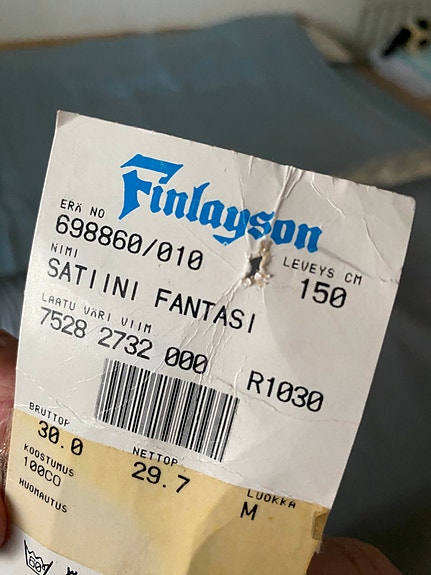 Finlayson
ERÄ NO
698860/010
LEVEYS CM
150
NIMI
SATIINI FANTASI
LAATU VÄRI VIIM
7528 2732 000 R1030
BRUTTOP NETTOP LUOKKA
30.0 29.7 M
KOOSTUMUS
100CO
HUOMAUTUS
60